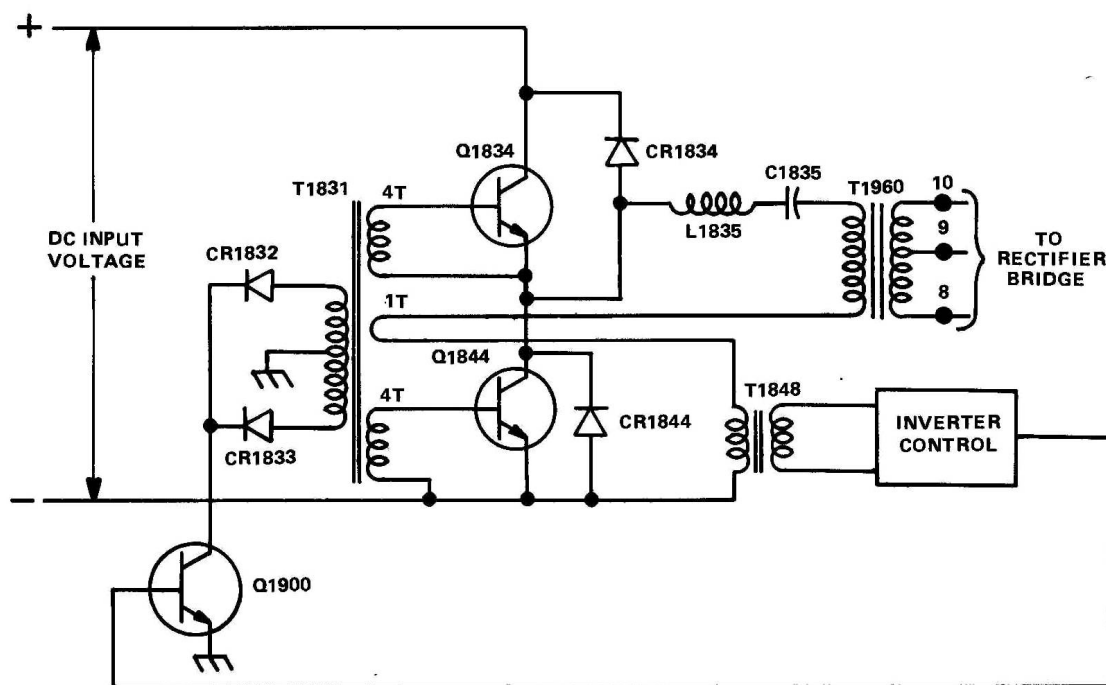 +
Q1834
CR1834
C1835
T1960
10
T1831
4T
9
DC INPUT
VOLTAGE
CR1832
L1835
TO
RECTIFIER
BRIDGE
8
1T
Q1844
T1848
4T
CR1844
INVERTER
CONTROL
CR1833
−
Q1900